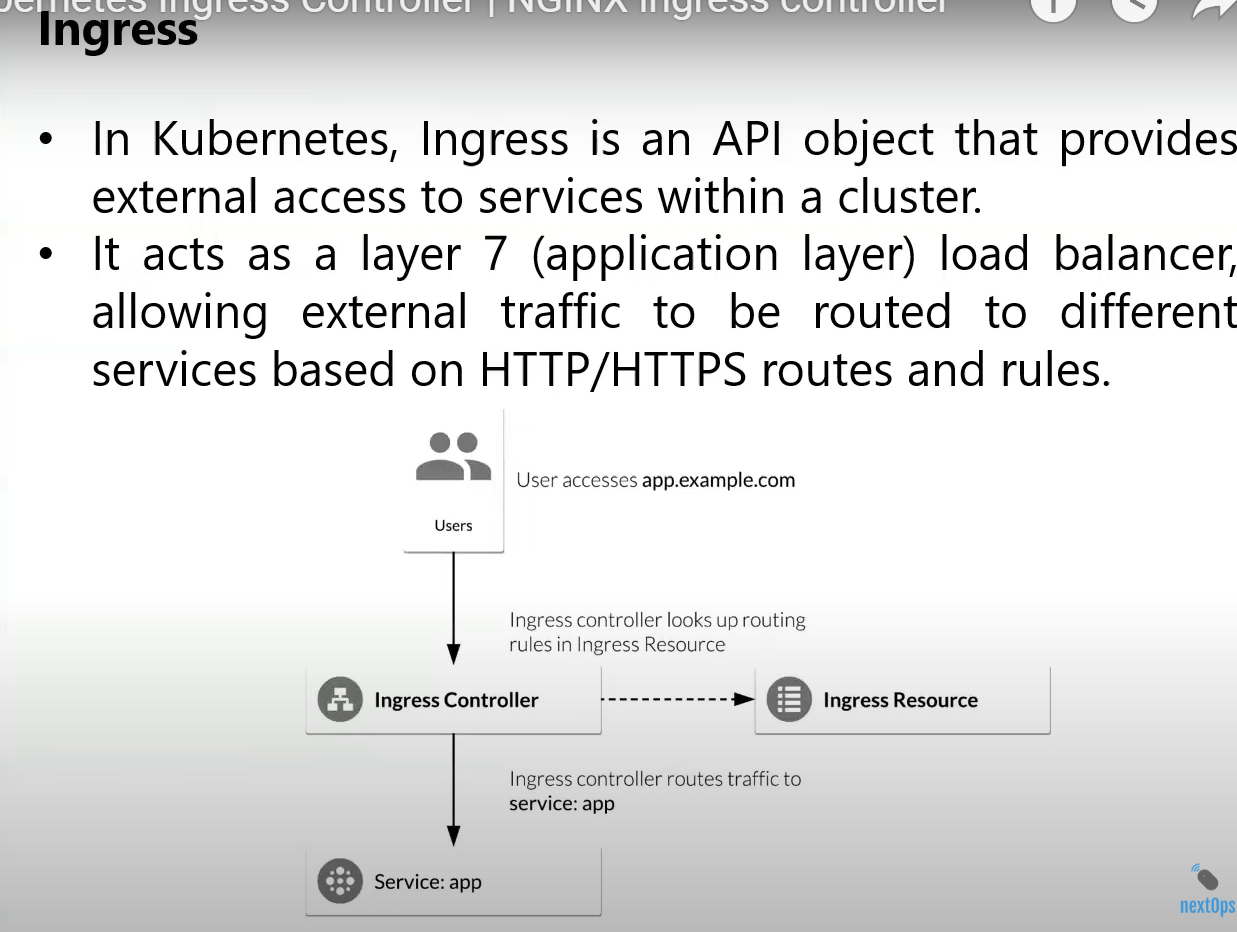 Kubernetes Ingress Controller | NGINX ingress controller
Ingress
• In Kubernetes, Ingress is an API object that provides
external access to services within a cluster.
• It acts as a layer 7 (application layer) load balancer,
allowing external traffic to be routed to different
services based on HTTP/HTTPS routes and rules.
User accesses app.example.com
Users
Ingress controller looks up routing
rules in Ingress Resource
Ingress Controller
Ingress Resource
Ingress controller routes traffic to
service: app
Service: app
nextOps